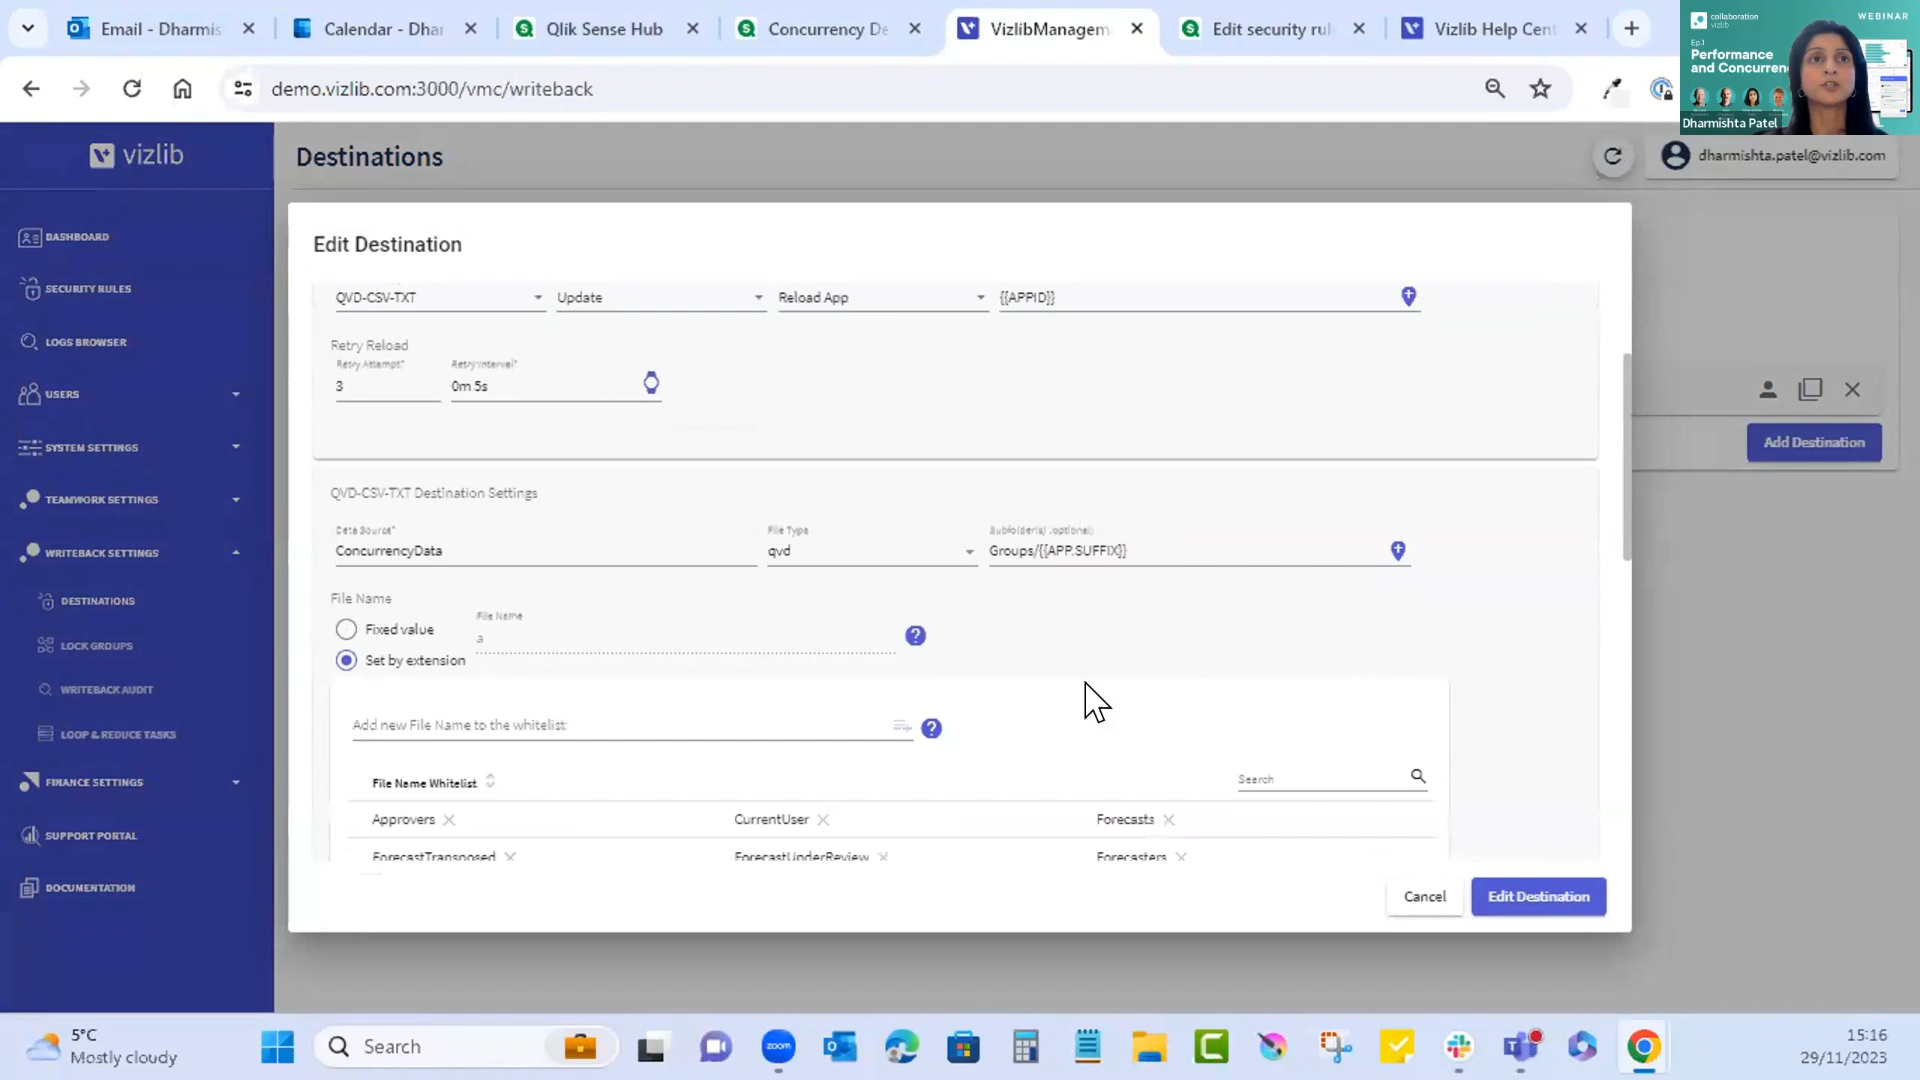 Email - Dharmis
Calendar - Dhar
Qlik Sense Hub
Concurrency De
VizlibManagem
Edit security rul
Vizlib Help Cent
demo.vizlib.com:3000/vmc/writeback
collaboration
vizlib
WEBINAR
Ep.1
Performance
and Concurren
Dharmishta Patel
vizlib
Destinations
dharmishta.patel@vizlib.com
DASHBOARD
SECURITY RULES
LOGS BROWSER
USERS
SYSTEM SETTINGS
TEAMWORK SETTINGS
WRITEBACK SETTINGS
DESTINATIONS
LOCK GROUPS
WRITEBACK AUDIT
LOOP & REDUCE TASKS
FINANCE SETTINGS
SUPPORT PORTAL
DOCUMENTATION
Edit Destination
QVD-CSV-TXT
Update
Reload App
{{APPID}}
Retry Reload
Retry Attempt*
Retry Interval*
3
0m 5s
QVD-CSV-TXT Destination Settings
Data Source*
File Type
Subfolder(s) (optional)
ConcurrencyData
qvd
Groups/{{APP.SUFFIX}}
File Name
Fixed value
File Name
a
Set by extension
Add new File Name to the whitelist:
File Name Whitelist
Search
Approvers
CurrentUser
Forecasts
ForecastTransposed
ForecastUnderReview
Forecasters
Cancel
Edit Destination
Add Destination
5°C
Mostly cloudy
Search
zoom
15:16
29/11/2023